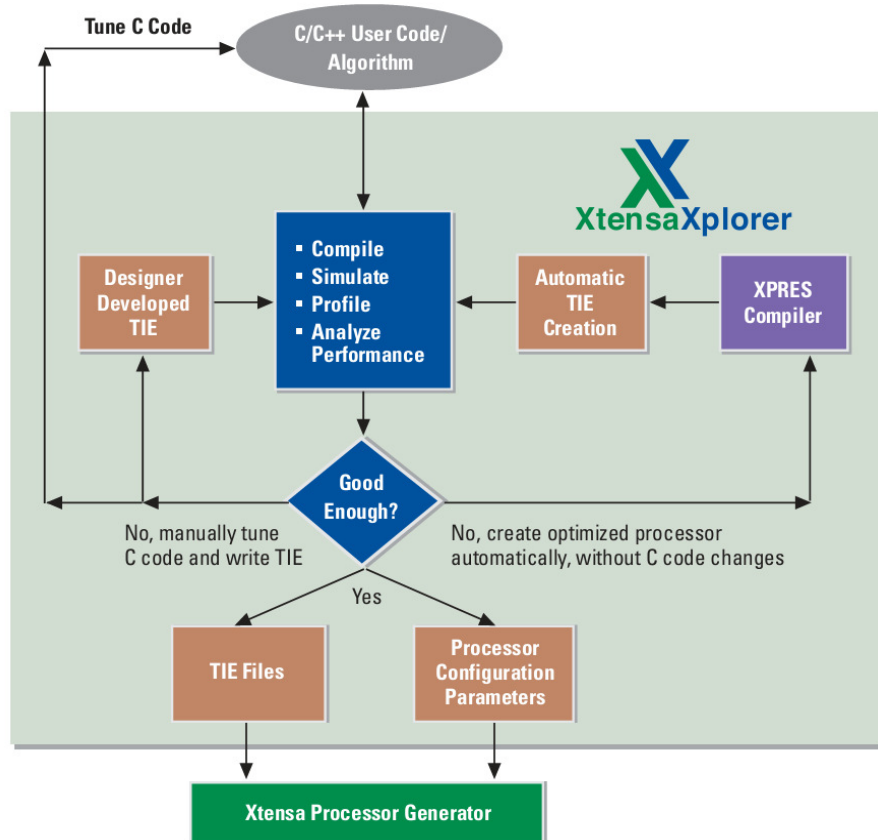 Tune C Code
C/C++ User Code/
Algorithm
XtensaXplorer
Designer
Developed
TIE
▪ Compile
▪ Simulate
▪ Profile
▪ Analyze
Performance
Automatic
TIE
Creation
XPRES
Compiler
Good
Enough?
No, manually tune
C code and write TIE
No, create optimized processor
automatically, without C code changes
Yes
TIE Files
Processor
Configuration
Parameters
Xtensa Processor Generator